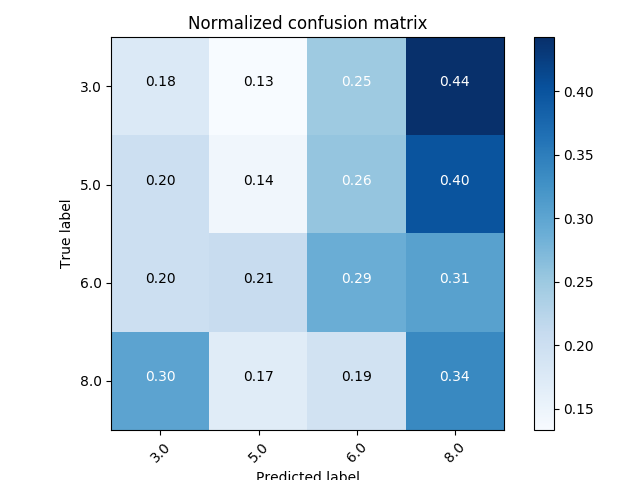 Normalized confusion matrix
3.0 0.18 0.13 0.25 0.44
5.0 0.20 0.14 0.26 0.40
6.0 0.20 0.21 0.29 0.31
8.0 0.30 0.17 0.19 0.34
True label
3.0 5.0 6.0 8.0
Predicted label
0.40
0.35
0.30
0.25
0.20
0.15